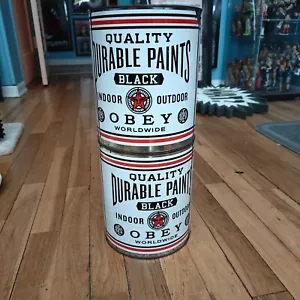 QUALITY
DURABLE PAINTS
BLACK
INDOOR OUTDOOR
OBEY
WORLDWIDE
QUALITY
DURABLE PAINTS
BLACK
INDOOR OUTDOOR
OBEY
WORLDWIDE